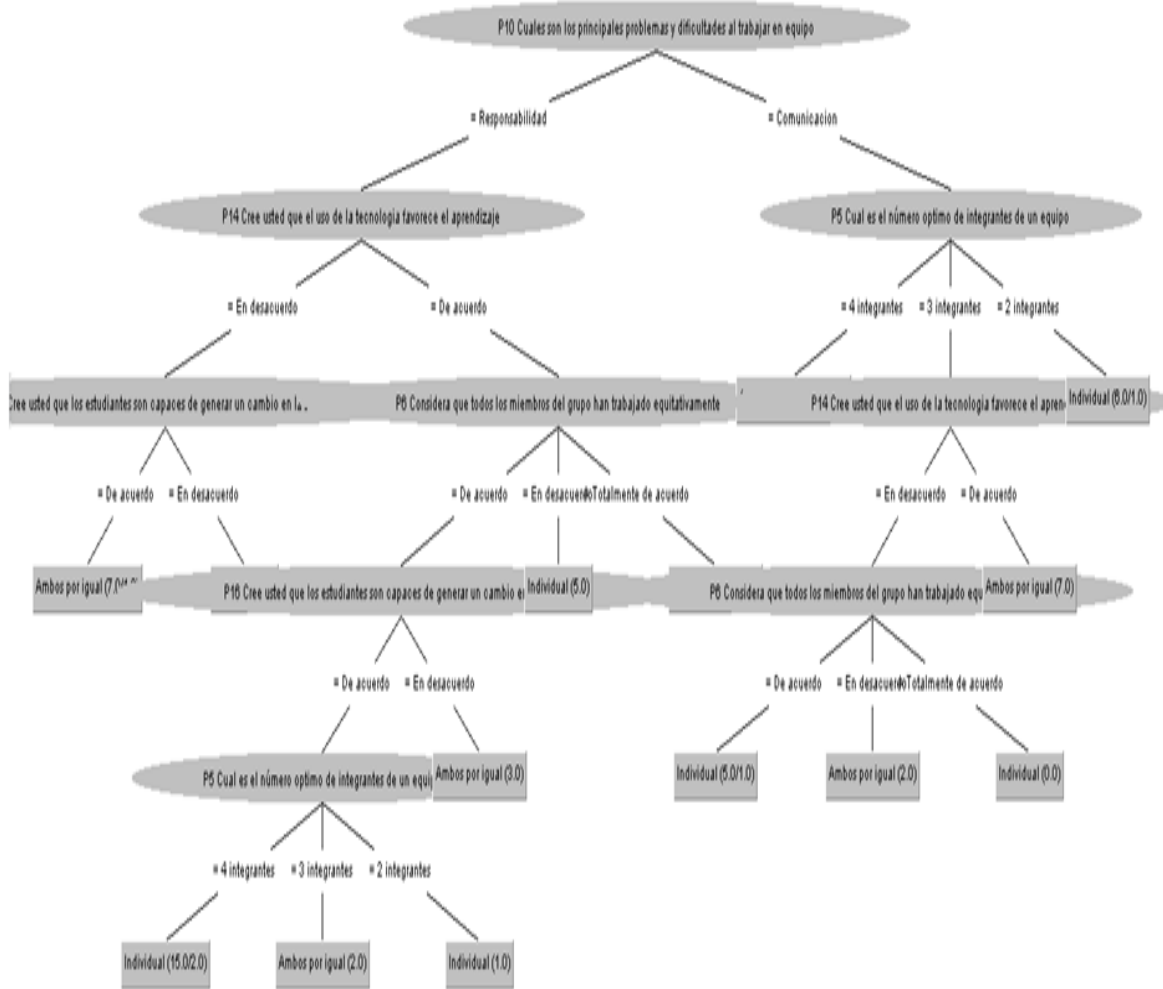 P10 Cuales son los principales problemas y dificultades al trabajar en equipo
= Responsabilidad
= Comunicacion
P14 Cree usted que el uso de la tecnologia favorece el aprendizaje
P5 Cual es el número optimo de integrantes de un equipo
= En desacuerdo
= De acuerdo
= 4 integrantes
= 3 integrantes
= 2 integrantes
Cree usted que los estudiantes son capaces de generar un cambio en la...
P6 Considera que todos los miembros del grupo han trabajado equitativamente
P14 Cree usted que el uso de la tecnologia favorece el
Individual (6.0/1.0)
= De acuerdo
= En desacuerdo
= De acuerdo
= En desacuerdo
Totalmente de acuerdo
= En desacuerdo
= De acuerdo
Ambos por igual
P16 Cree usted que los estudiantes son capaces de generar un cambio
Individual (5.0)
P6 Considera que todos los miembros del grupo han trabajado
Ambos por igual (7.0)
= De acuerdo
= En desacuerdo
= De acuerdo
= En desacuerdo
Totalmente de acuerdo
P5 Cual es el número optimo de integrantes de un
Ambos por igual (3.0)
Individual (5.0/1.0)
Ambos por igual (2.0)
Individual (0.0)
= 4 integrantes
= 3 integrantes
= 2 integrantes
Individual (15.0/2.0)
Ambos por igual (2.0)
Individual (1.0)